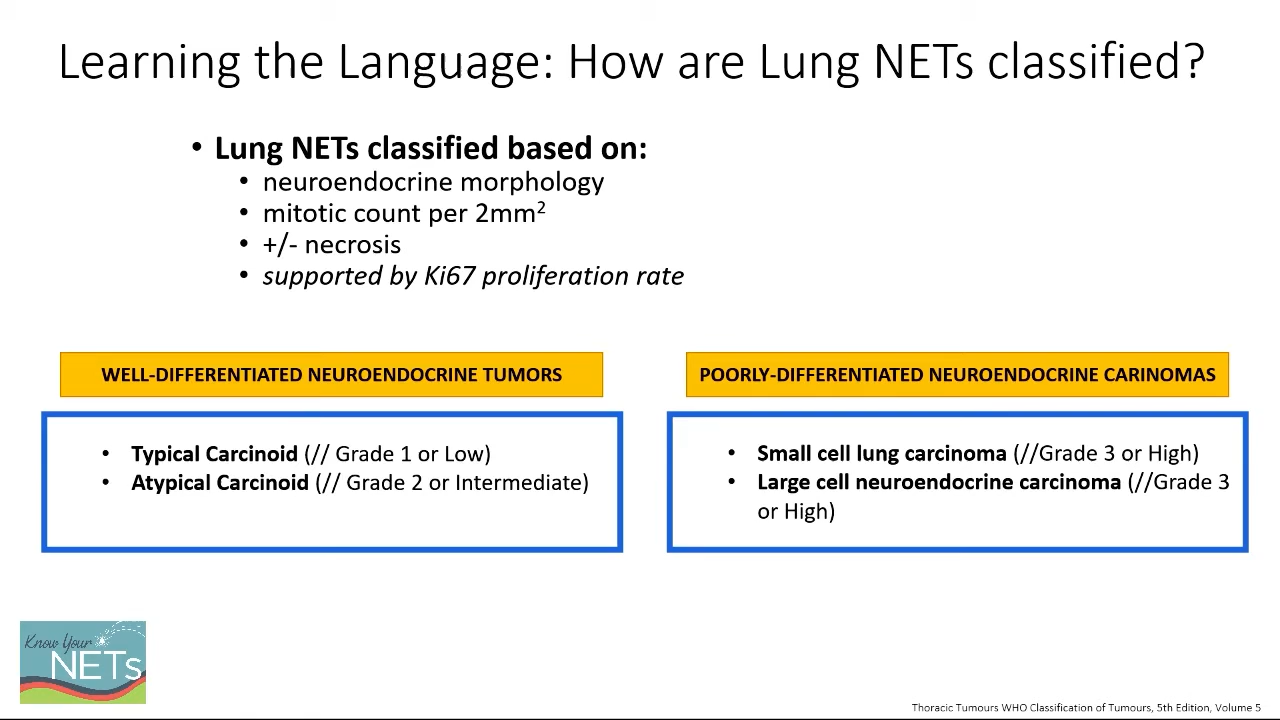 Learning the Language: How are Lung NETs classified?
• Lung NETs classified based on:
• neuroendocrine morphology
• mitotic count per 2mm²
• +/- necrosis
• supported by Ki67 proliferation rate
WELL-DIFFERENTIATED NEUROENDOCRINE TUMORS
• Typical Carcinoid (// Grade 1 or Low)
• Atypical Carcinoid (// Grade 2 or Intermediate)
POORLY-DIFFERENTIATED NEUROENDOCRINE CARINOMAS
• Small cell lung carcinoma (//Grade 3 or High)
• Large cell neuroendocrine carcinoma (//Grade 3
or High)
Know Your
NETs
Thoracic Tumours WHO Classification of Tumours, 5th Edition, Volume 5